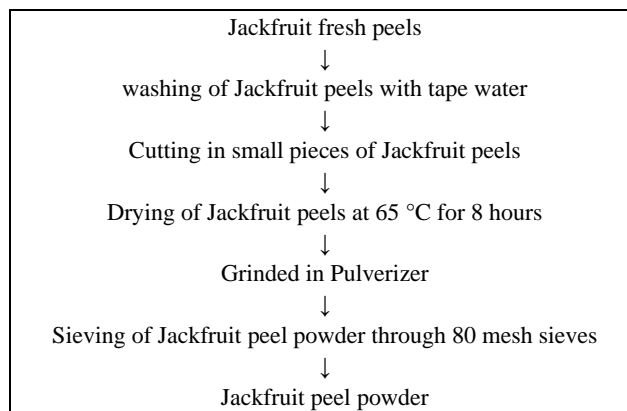 Jackfruit fresh peels
↓
washing of Jackfruit peels with tape water
↓
Cutting in small pieces of Jackfruit peels
↓
Drying of Jackfruit peels at 65 °C for 8 hours
↓
Grinded in Pulverizer
↓
Sieving of Jackfruit peel powder through 80 mesh sieves
↓
Jackfruit peel powder